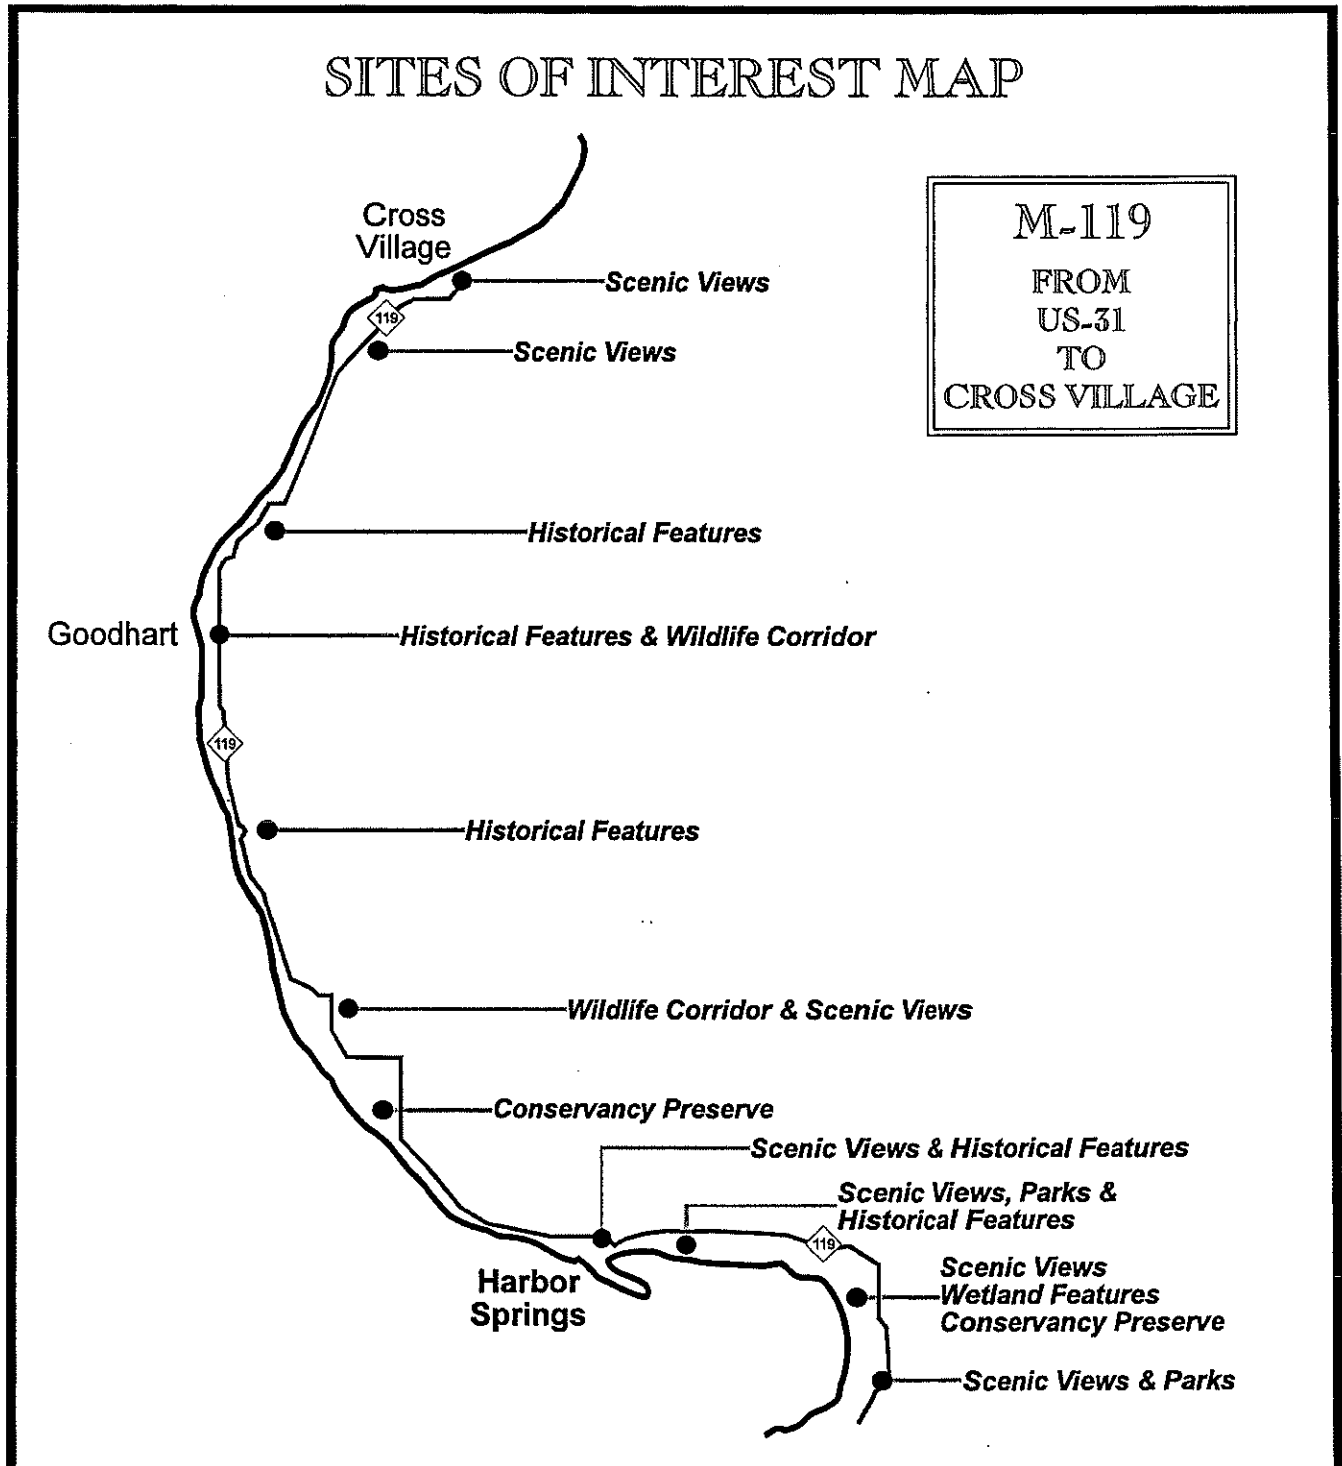 SITES OF INTEREST MAP
M-119
FROM
US-31
TO
CROSS VILLAGE
Cross
Village
Scenic Views
119
Scenic Views
Historical Features
Goodhart
Historical Features & Wildlife Corridor
119
Historical Features
Wildlife Corridor & Scenic Views
Conservancy Preserve
Scenic Views & Historical Features
Scenic Views, Parks &
Historical Features
119
Harbor
Springs
Scenic Views
Wetland Features
Conservancy Preserve
Scenic Views & Parks